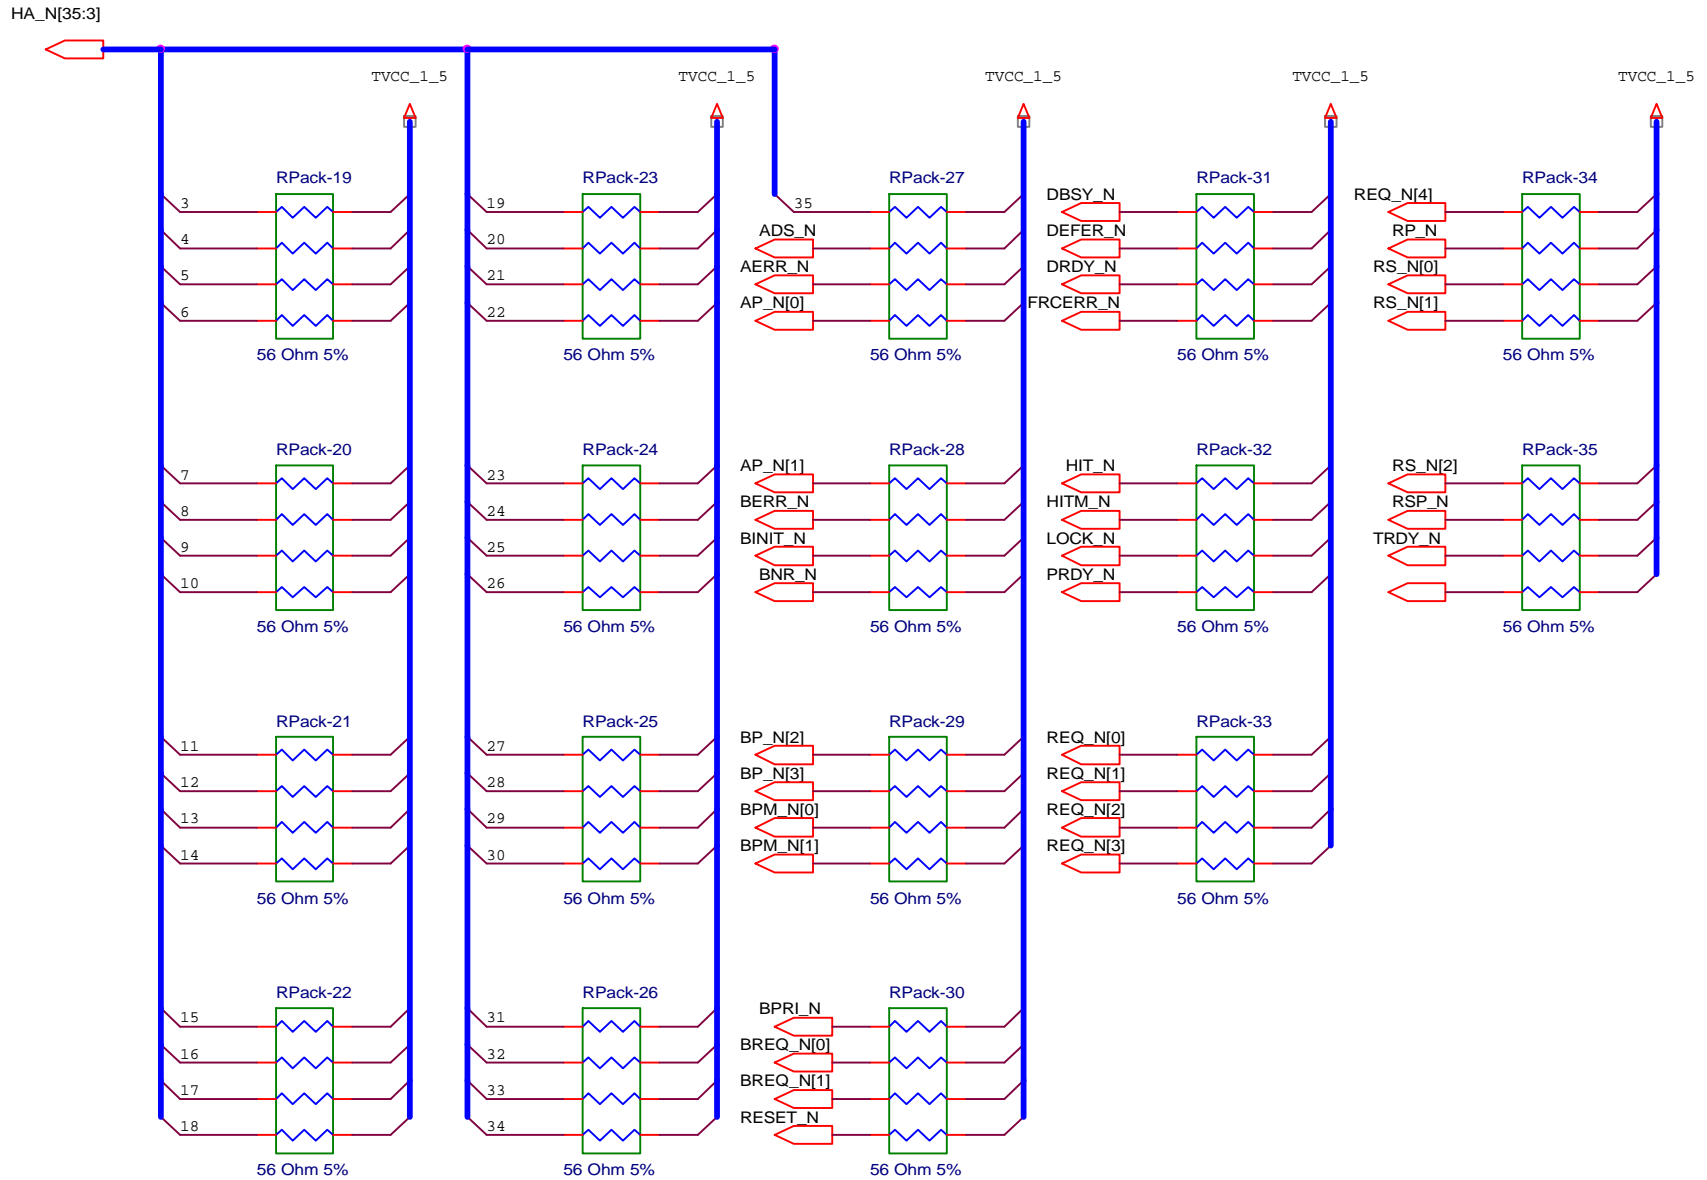 HA_N[35:3]
TVCC_1_5 TVCC_1_5 TVCC_1_5 TVCC_1_5 TVCC_1_5
RPack-19 RPack-23 RPack-27 RPack-31 RPack-34
3 19 35 DBSY_N REQ_N[4]
4 20 ADS_N DEFER_N RP_N
5 21 AERR_N DRDY_N RS_N[0]
6 22 AP_N[0] FRCERR_N RS_N[1]
56 Ohm 5% 56 Ohm 5% 56 Ohm 5% 56 Ohm 5% 56 Ohm 5%
RPack-20 RPack-24 RPack-28 RPack-32 RPack-35
7 23 AP_N[1] HIT_N RS_N[2]
8 24 BERR_N HITM_N RSP_N
9 25 BINIT_N LOCK_N TRDY_N
10 26 BNR_N PRDY_N
56 Ohm 5% 56 Ohm 5% 56 Ohm 5% 56 Ohm 5% 56 Ohm 5%
RPack-21 RPack-25 RPack-29 RPack-33
11 27 BP_N[2] REQ_N[0]
12 28 BP_N[3] REQ_N[1]
13 29 BPM_N[0] REQ_N[2]
14 30 BPM_N[1] REQ_N[3]
56 Ohm 5% 56 Ohm 5% 56 Ohm 5% 56 Ohm 5%
RPack-22 RPack-26 RPack-30
15 31 BPRI_N
16 32 BREQ_N[0]
17 33 BREQ_N[1]
18 34 RESET_N
56 Ohm 5% 56 Ohm 5% 56 Ohm 5%